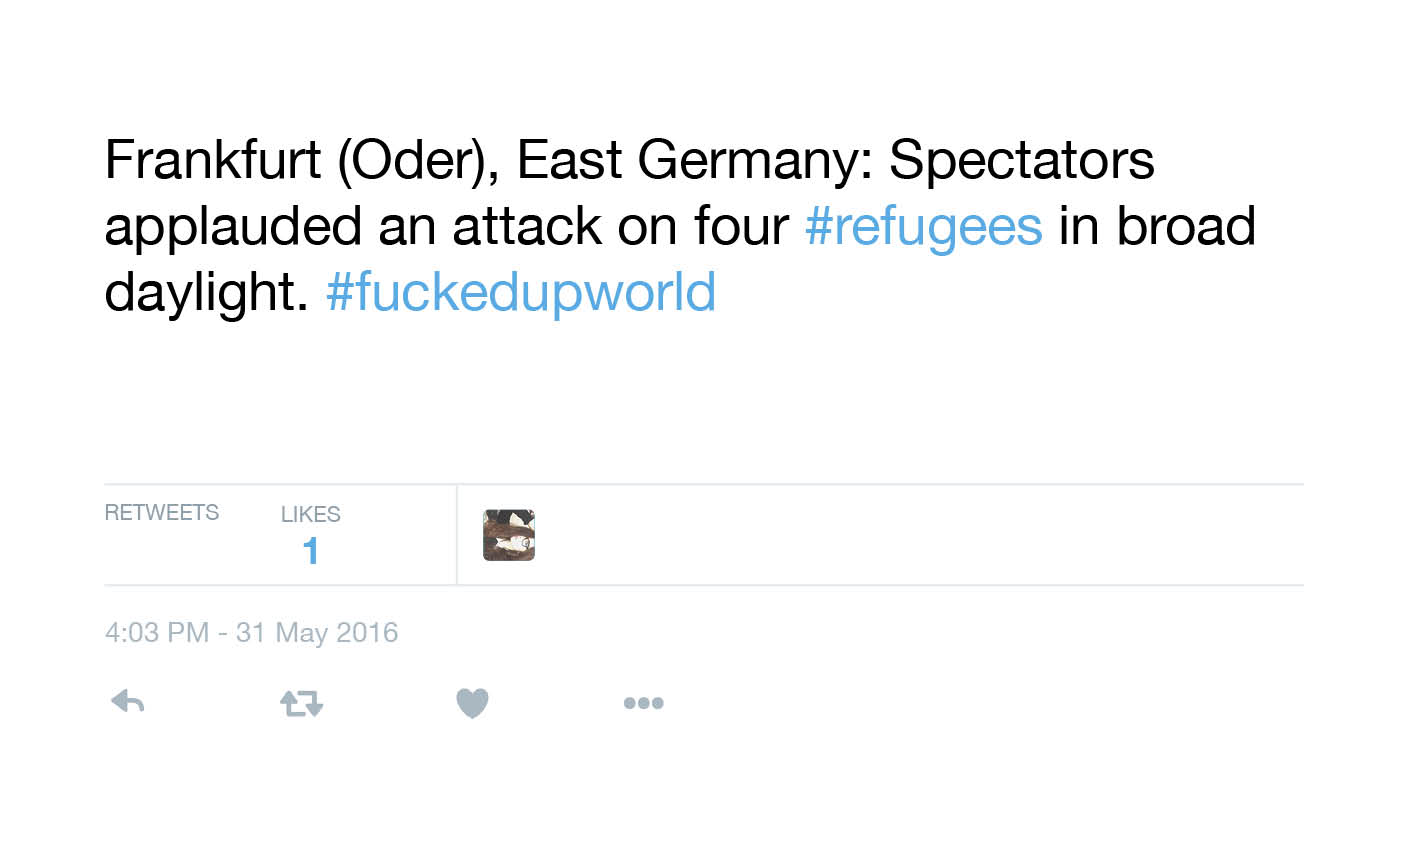 Frankfurt (Oder), East Germany: Spectators
applauded an attack on four #refugees in broad
daylight. #fuckedupworld
RETWEETS LIKES
1
4:03 PM - 31 May 2016